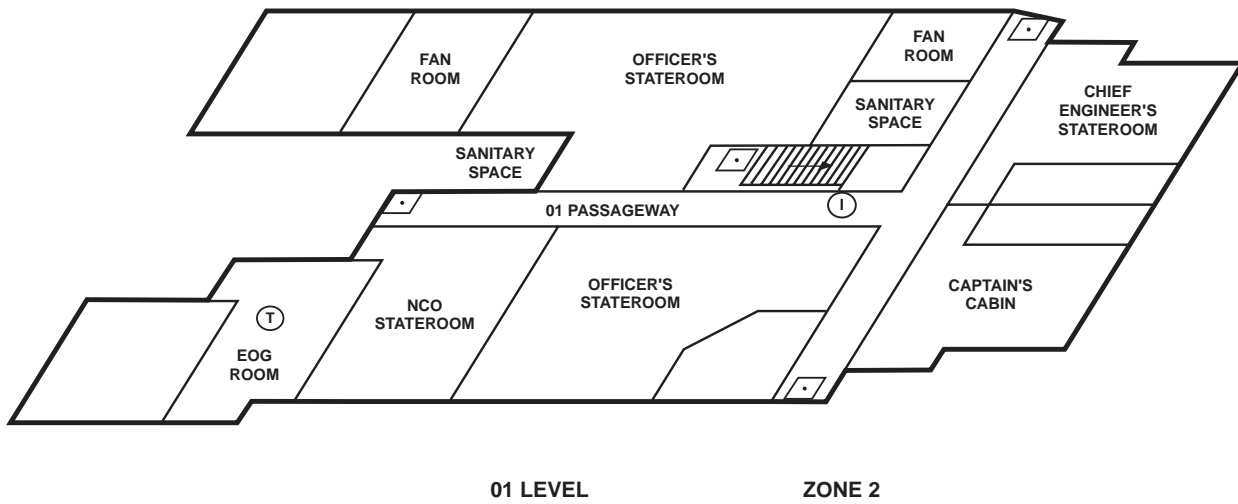 FAN
ROOM
OFFICER'S
STATEROOM
FAN
ROOM
SANITARY
SPACE
CHIEF
ENGINEER'S
STATEROOM
SANITARY
SPACE
01 PASSAGEWAY
I
OFFICER'S
STATEROOM
CAPTAIN'S
CABIN
NCO
STATEROOM
T
EOG
ROOM
01 LEVEL
ZONE 2